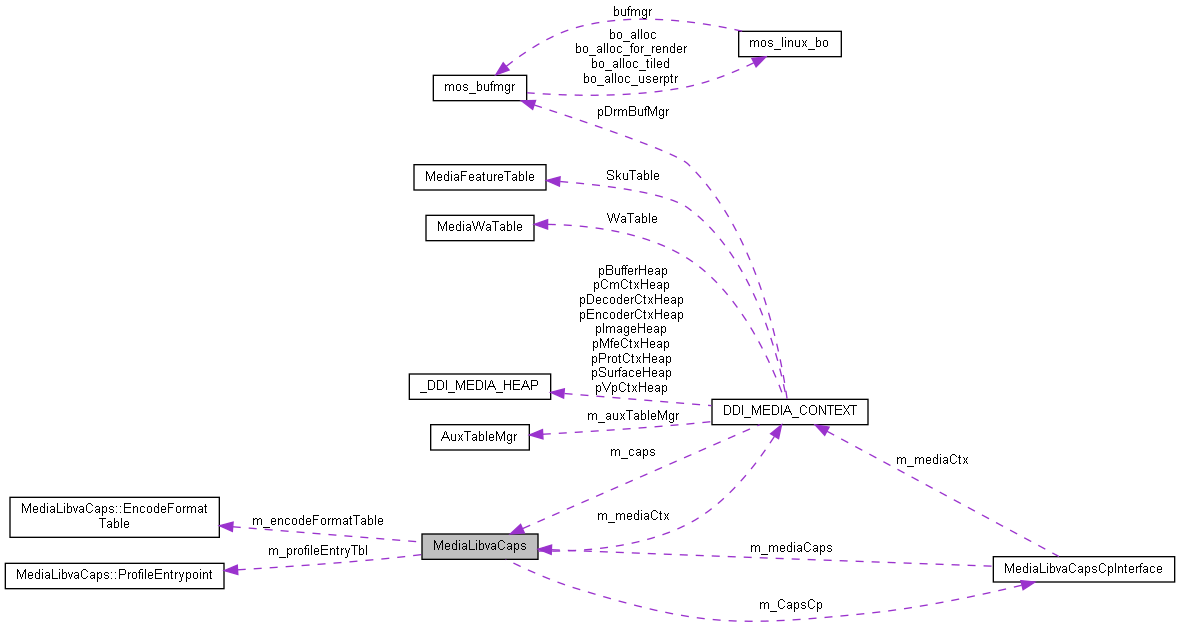 bufmgr
bo_alloc
bo_alloc_for_render
bo_alloc_tiled
bo_alloc_userptr
mos_linux_bo
mos_bufmgr
pDrmBufMgr
MediaFeatureTable
SkuTable
MediaWaTable
WaTable
pBufferHeap
pCmCtxHeap
pDecoderCtxHeap
pEncoderCtxHeap
pImageHeap
pMfeCtxHeap
pProtCtxHeap
pSurfaceHeap
pVpCtxHeap
_DDI_MEDIA_HEAP
DDI_MEDIA_CONTEXT
m_auxTableMgr
AuxTableMgr
m_caps
m_mediaCtx
MediaLibvaCaps::EncodeFormat
Table
m_encodeFormatTable
m_mediaCtx
MediaLibvaCaps
m_profileEntryTbl
m_mediaCaps
MediaLibvaCaps::ProfileEntrypoint
MediaLibvaCapsCpInterface
m_CapsCp